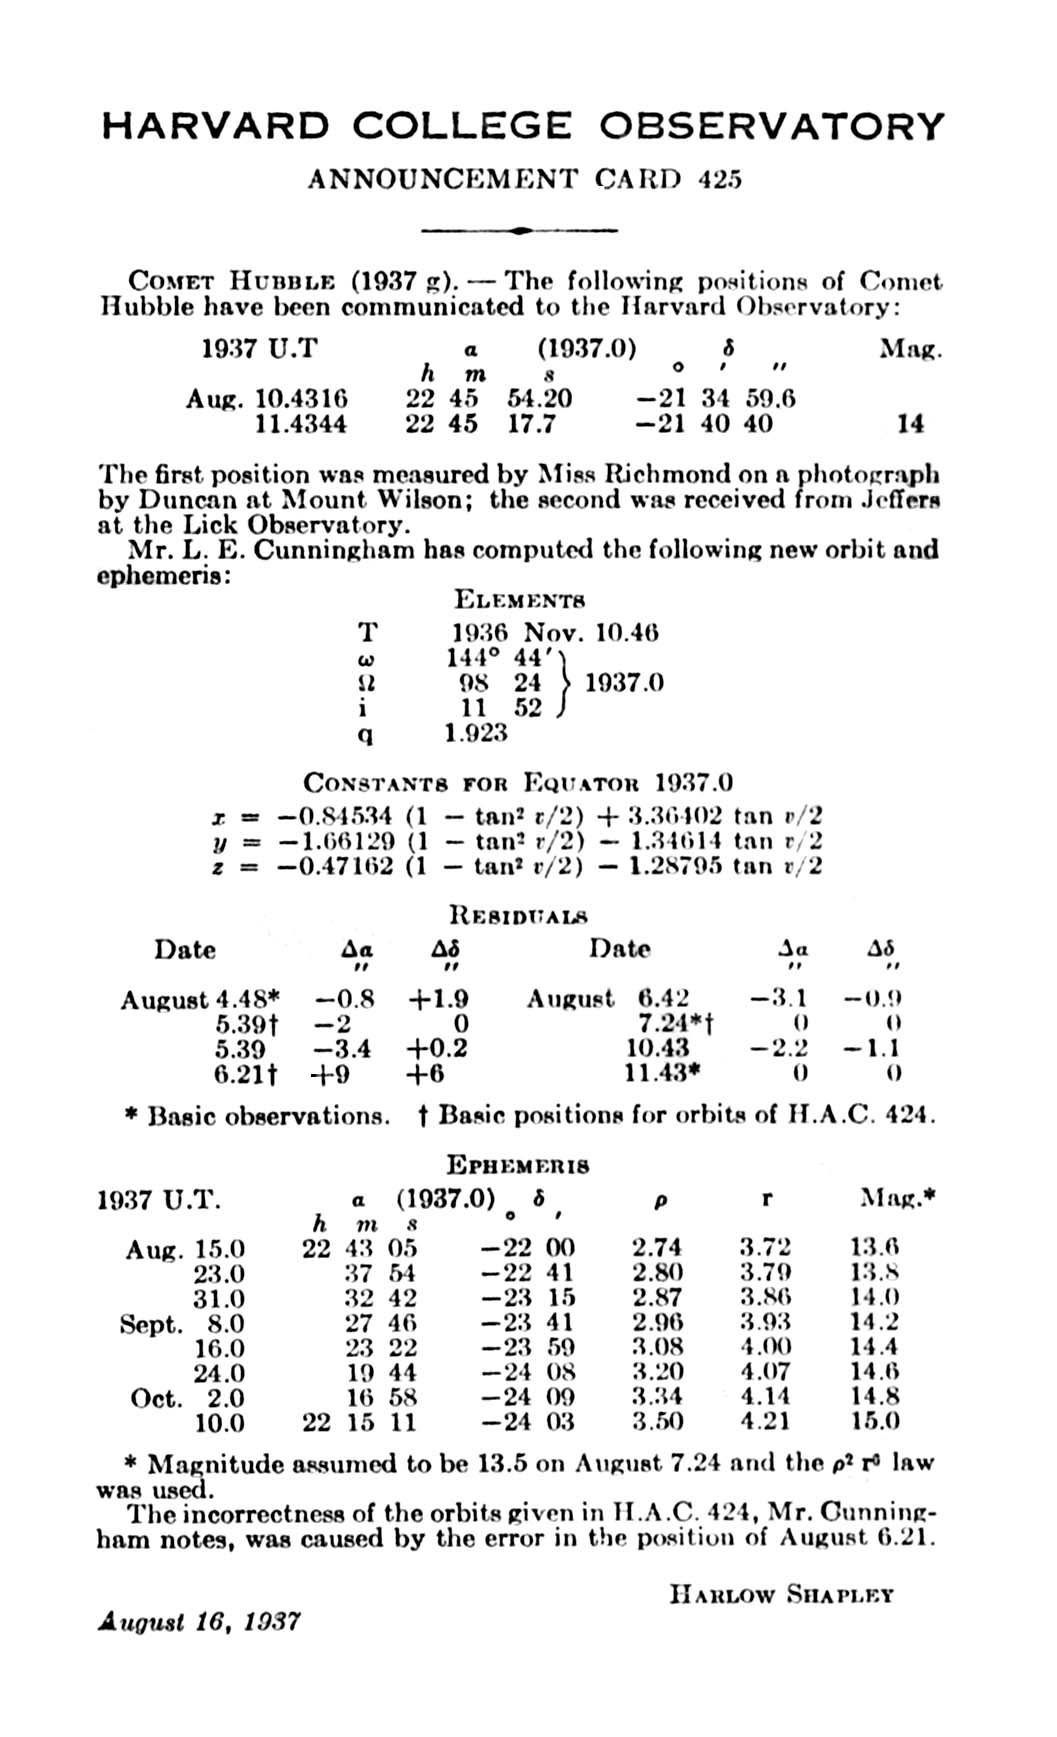 HARVARD COLLEGE OBSERVATORY
ANNOUNCEMENT CARD 425
COMET HUBBLE (1937 g). — The following positions of Comet
Hubble have been communicated to the Harvard Observatory:
1937 U.T α (1937.0) δ Mag.
h m s ° ′ ″
Aug. 10.4316 22 45 54.20 −21 34 59.6
11.4344 22 45 17.7 −21 40 40 14
The first position was measured by Miss Richmond on a photograph
by Duncan at Mount Wilson; the second was received from Jeffers
at the Lick Observatory.
Mr. L. E. Cunningham has computed the following new orbit and
ephemeris:
ELEMENTS
T 1936 Nov. 10.46
ω 144° 44′
Ω 98 24 } 1937.0
i 11 52
q 1.923
CONSTANTS FOR EQUATOR 1937.0
x = −0.84534 (1 − tan² v/2) + 3.36402 tan v/2
y = −1.66129 (1 − tan² v/2) − 1.34614 tan v/2
z = −0.47162 (1 − tan² v/2) − 1.28795 tan v/2
RESIDUALS
Date Δα Δδ Date Δα Δδ
″ ″ ″ ″
August 4.48* −0.8 +1.9 August 6.42 −3.1 −0.9
5.39† −2 0 7.24*† 0 0
5.39 −3.4 +0.2 10.43 −2.2 −1.1
6.21† +9 +6 11.43* 0 0
* Basic observations. † Basic positions for orbits of H.A.C. 424.
EPHEMERIS
1937 U.T. α (1937.0) δ ρ r Mag.*
h m s ° ′
Aug. 15.0 22 43 05 −22 00 2.74 3.72 13.6
23.0 37 54 −22 41 2.80 3.79 13.8
31.0 32 42 −23 15 2.87 3.86 14.0
Sept. 8.0 27 46 −23 41 2.96 3.93 14.2
16.0 23 22 −23 59 3.08 4.00 14.4
24.0 19 44 −24 08 3.20 4.07 14.6
Oct. 2.0 16 58 −24 09 3.34 4.14 14.8
10.0 22 15 11 −24 03 3.50 4.21 15.0
* Magnitude assumed to be 13.5 on August 7.24 and the ρ² r⁶ law
was used.
The incorrectness of the orbits given in H.A.C. 424, Mr. Cunning-
ham notes, was caused by the error in the position of August 6.21.
HARLOW SHAPLEY
August 16, 1937